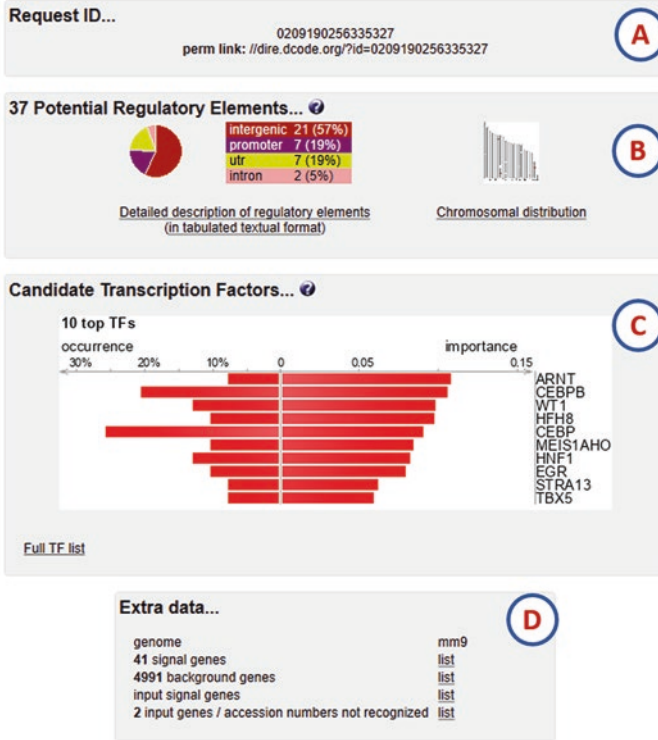 Request ID...
0209190256335327
perm link: //dire.dcode.org/?id=0209190256335327
A
37 Potential Regulatory Elements... ?
intergenic 21 (57%)
promoter 7 (19%)
utr 7 (19%)
intron 2 (5%)
B
Detailed description of regulatory elements
(in tabulated textual format)
Chromosomal distribution
Candidate Transcription Factors... ?
C
10 top TFs
occurrence importance
30% 20% 10% 0 0.05 0.15
ARNT
CEBPB
WT1
HFH8
CEBP
MEIS1AHO
HNF1
EGR
STRA13
TBX5
Full TF list
Extra data...
D
genome mm9
41 signal genes list
4991 background genes list
input signal genes list
2 input genes / accession numbers not recognized list